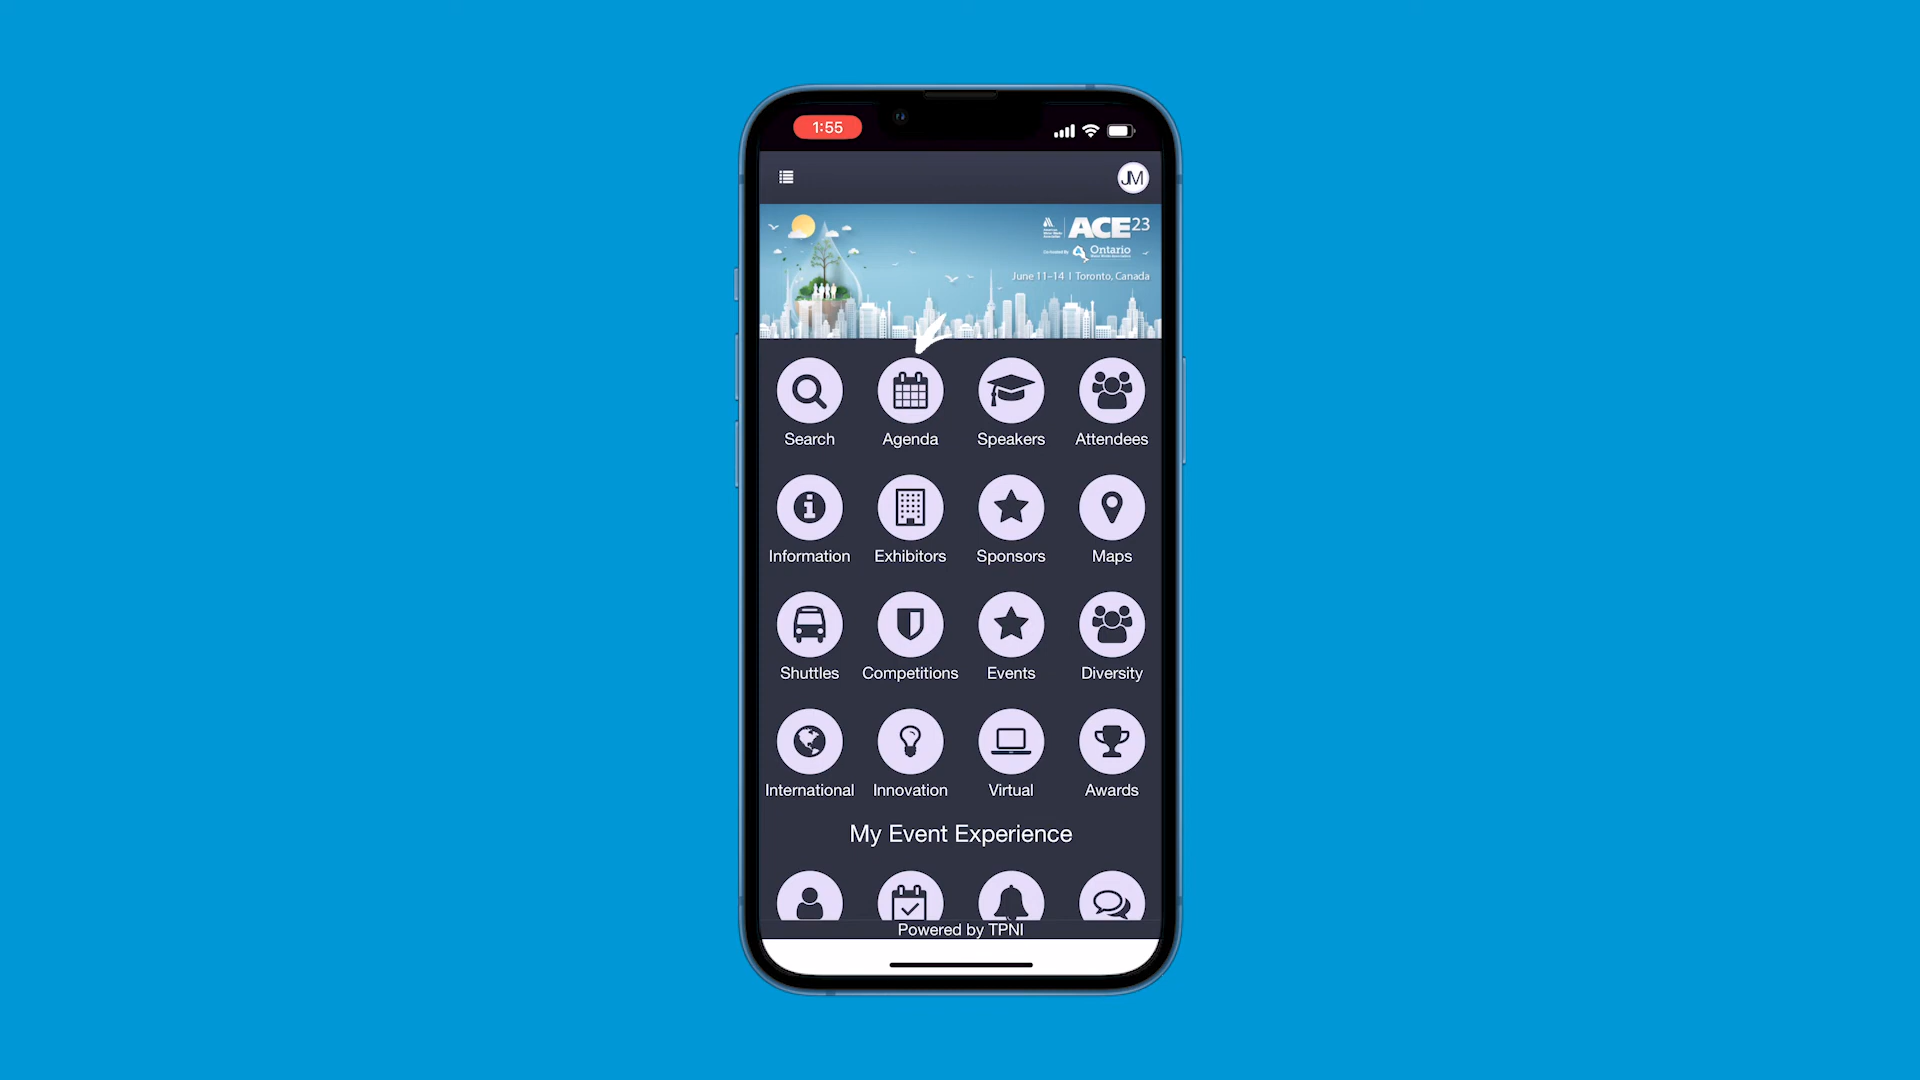 1:55
JM
ACE23
Ontario
June 11–14 | Toronto, Canada
Search
Agenda
Speakers
Attendees
Information
Exhibitors
Sponsors
Maps
Shuttles
Competitions
Events
Diversity
International
Innovation
Virtual
Awards
My Event Experience
Powered by TPNI